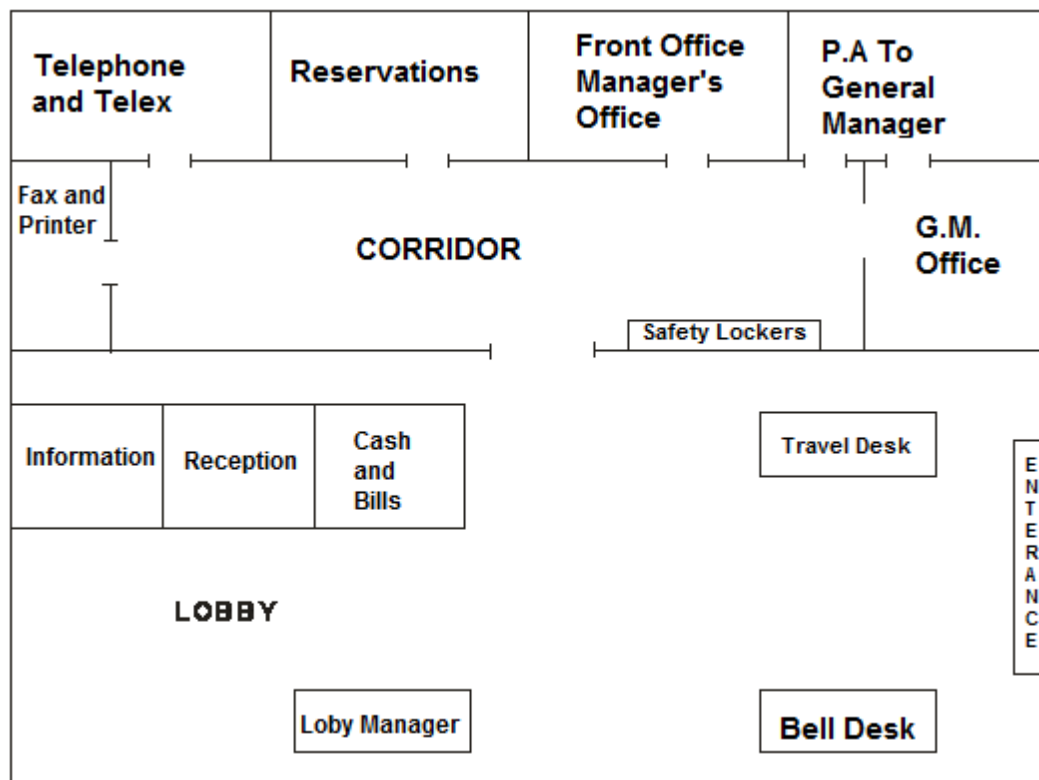 Telephone
and Telex
Reservations
Front Office
Manager's
Office
P.A To
General
Manager
Fax and
Printer
CORRIDOR
G.M.
Office
Safety Lockers
Information
Reception
Cash
and
Bills
Travel Desk
ENTERANCE
LOBBY
Loby Manager
Bell Desk